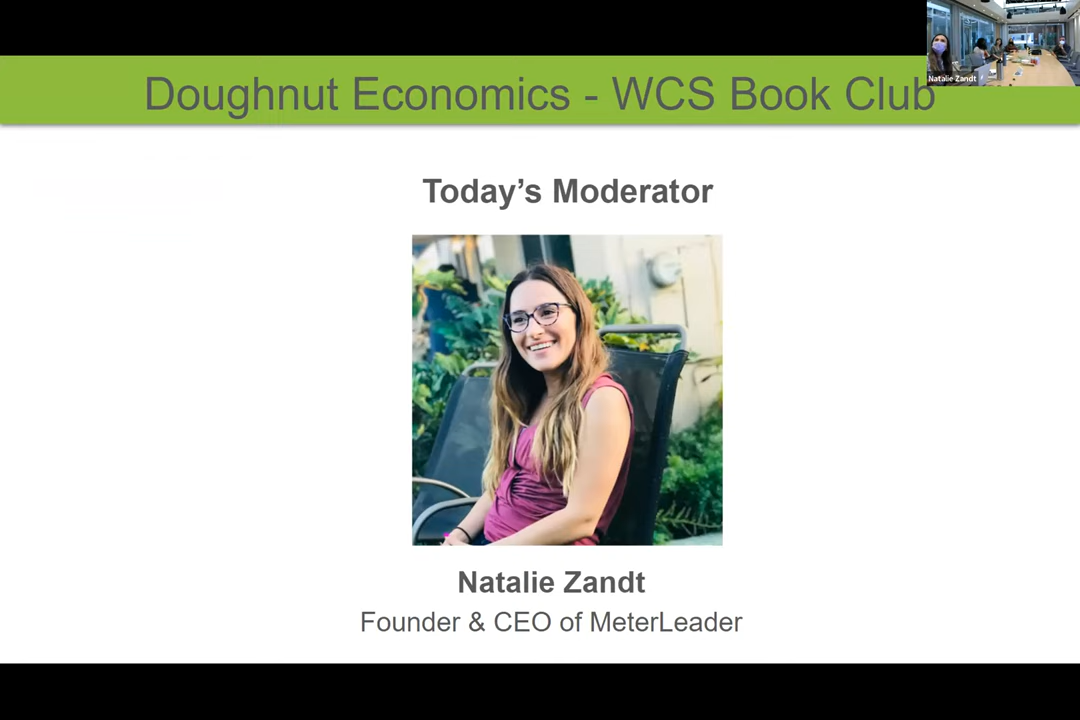 Doughnut Economics - WCS Book Club
Natalie Zandt
Today’s Moderator
Natalie Zandt
Founder & CEO of MeterLeader